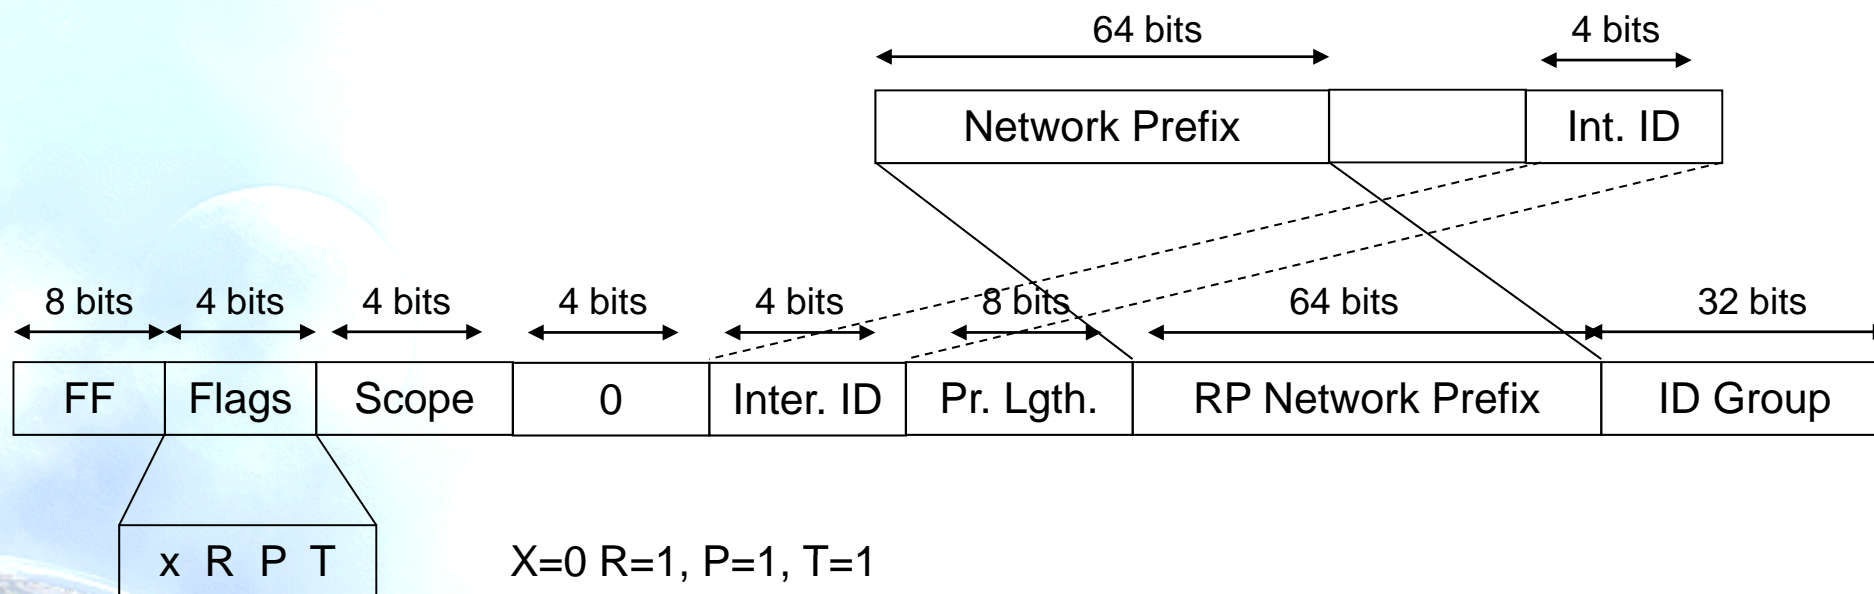 64 bits 4 bits
Network Prefix Int. ID
8 bits 4 bits 4 bits 4 bits 4 bits 8 bits 64 bits 32 bits
FF Flags Scope 0 Inter. ID Pr. Lgth. RP Network Prefix ID Group
x R P T X=0 R=1, P=1, T=1